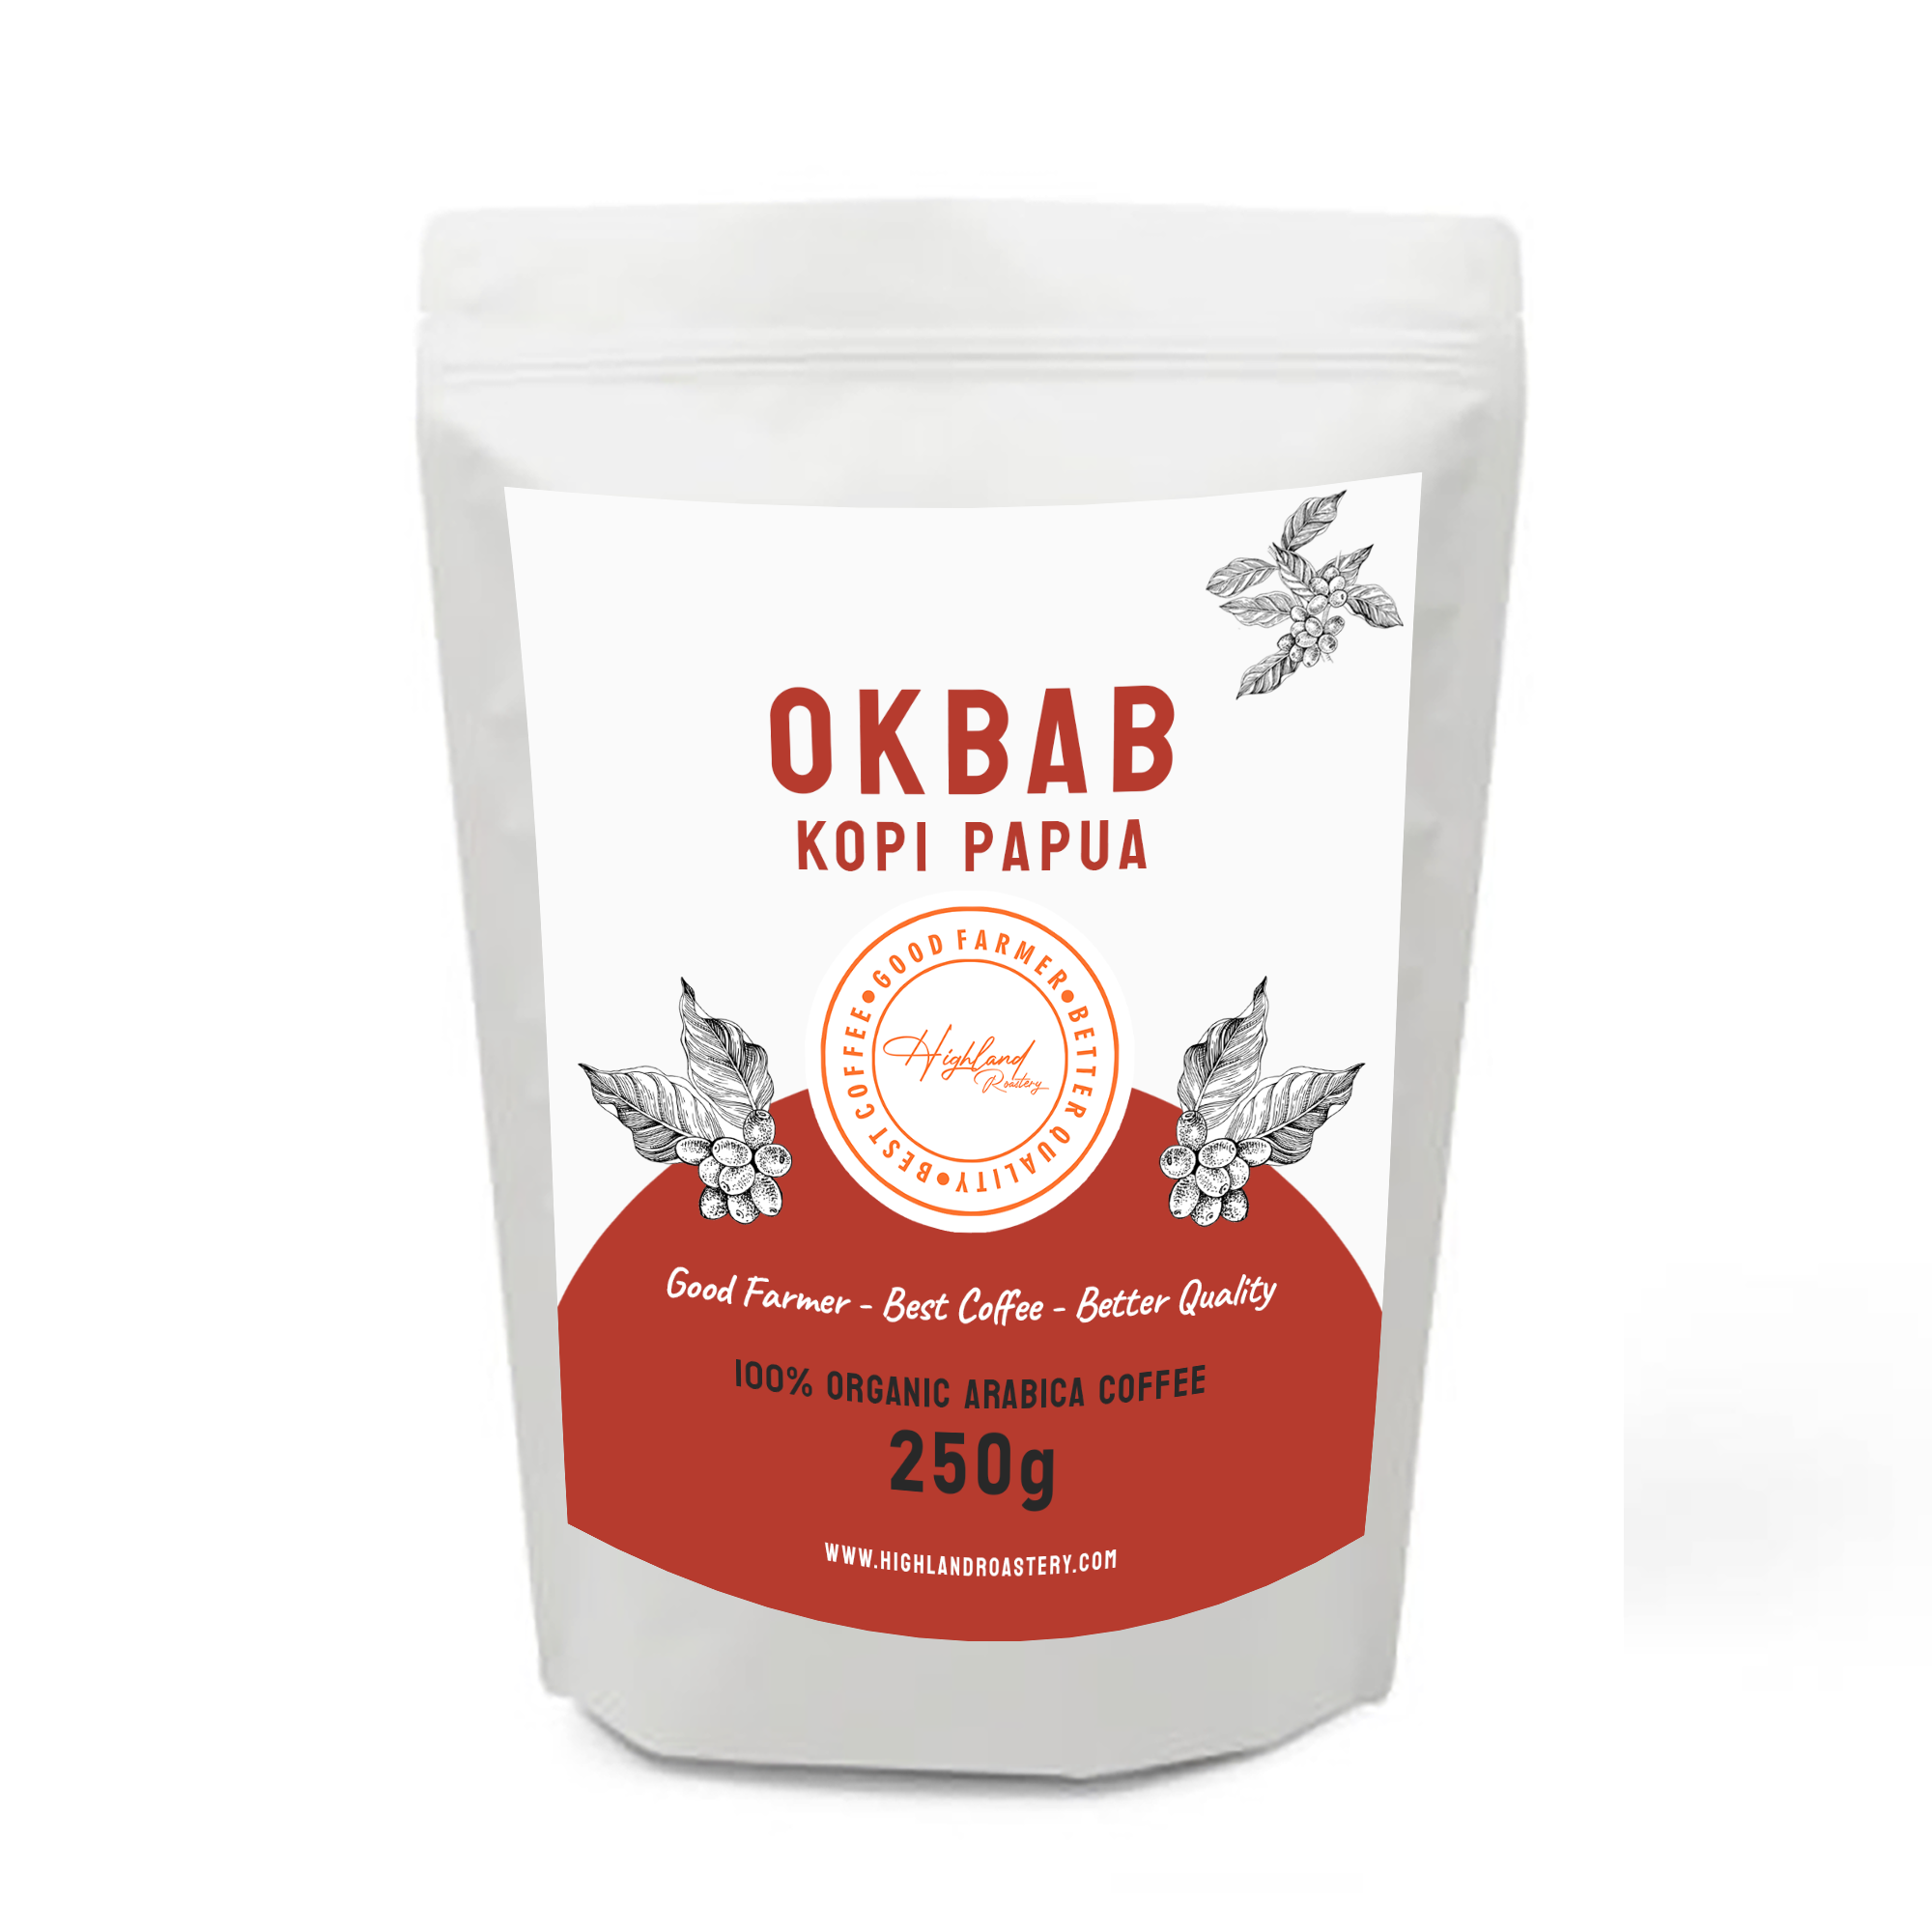 OKBAB
KOPI PAPUA
GOOD FARMER • BETTER QUALITY • BEST COFFEE •
Highland
Roastery
Good Farmer - Best Coffee - Better Quality
100% ORGANIC ARABICA COFFEE
250g
WWW.HIGHLANDROASTERY.COM